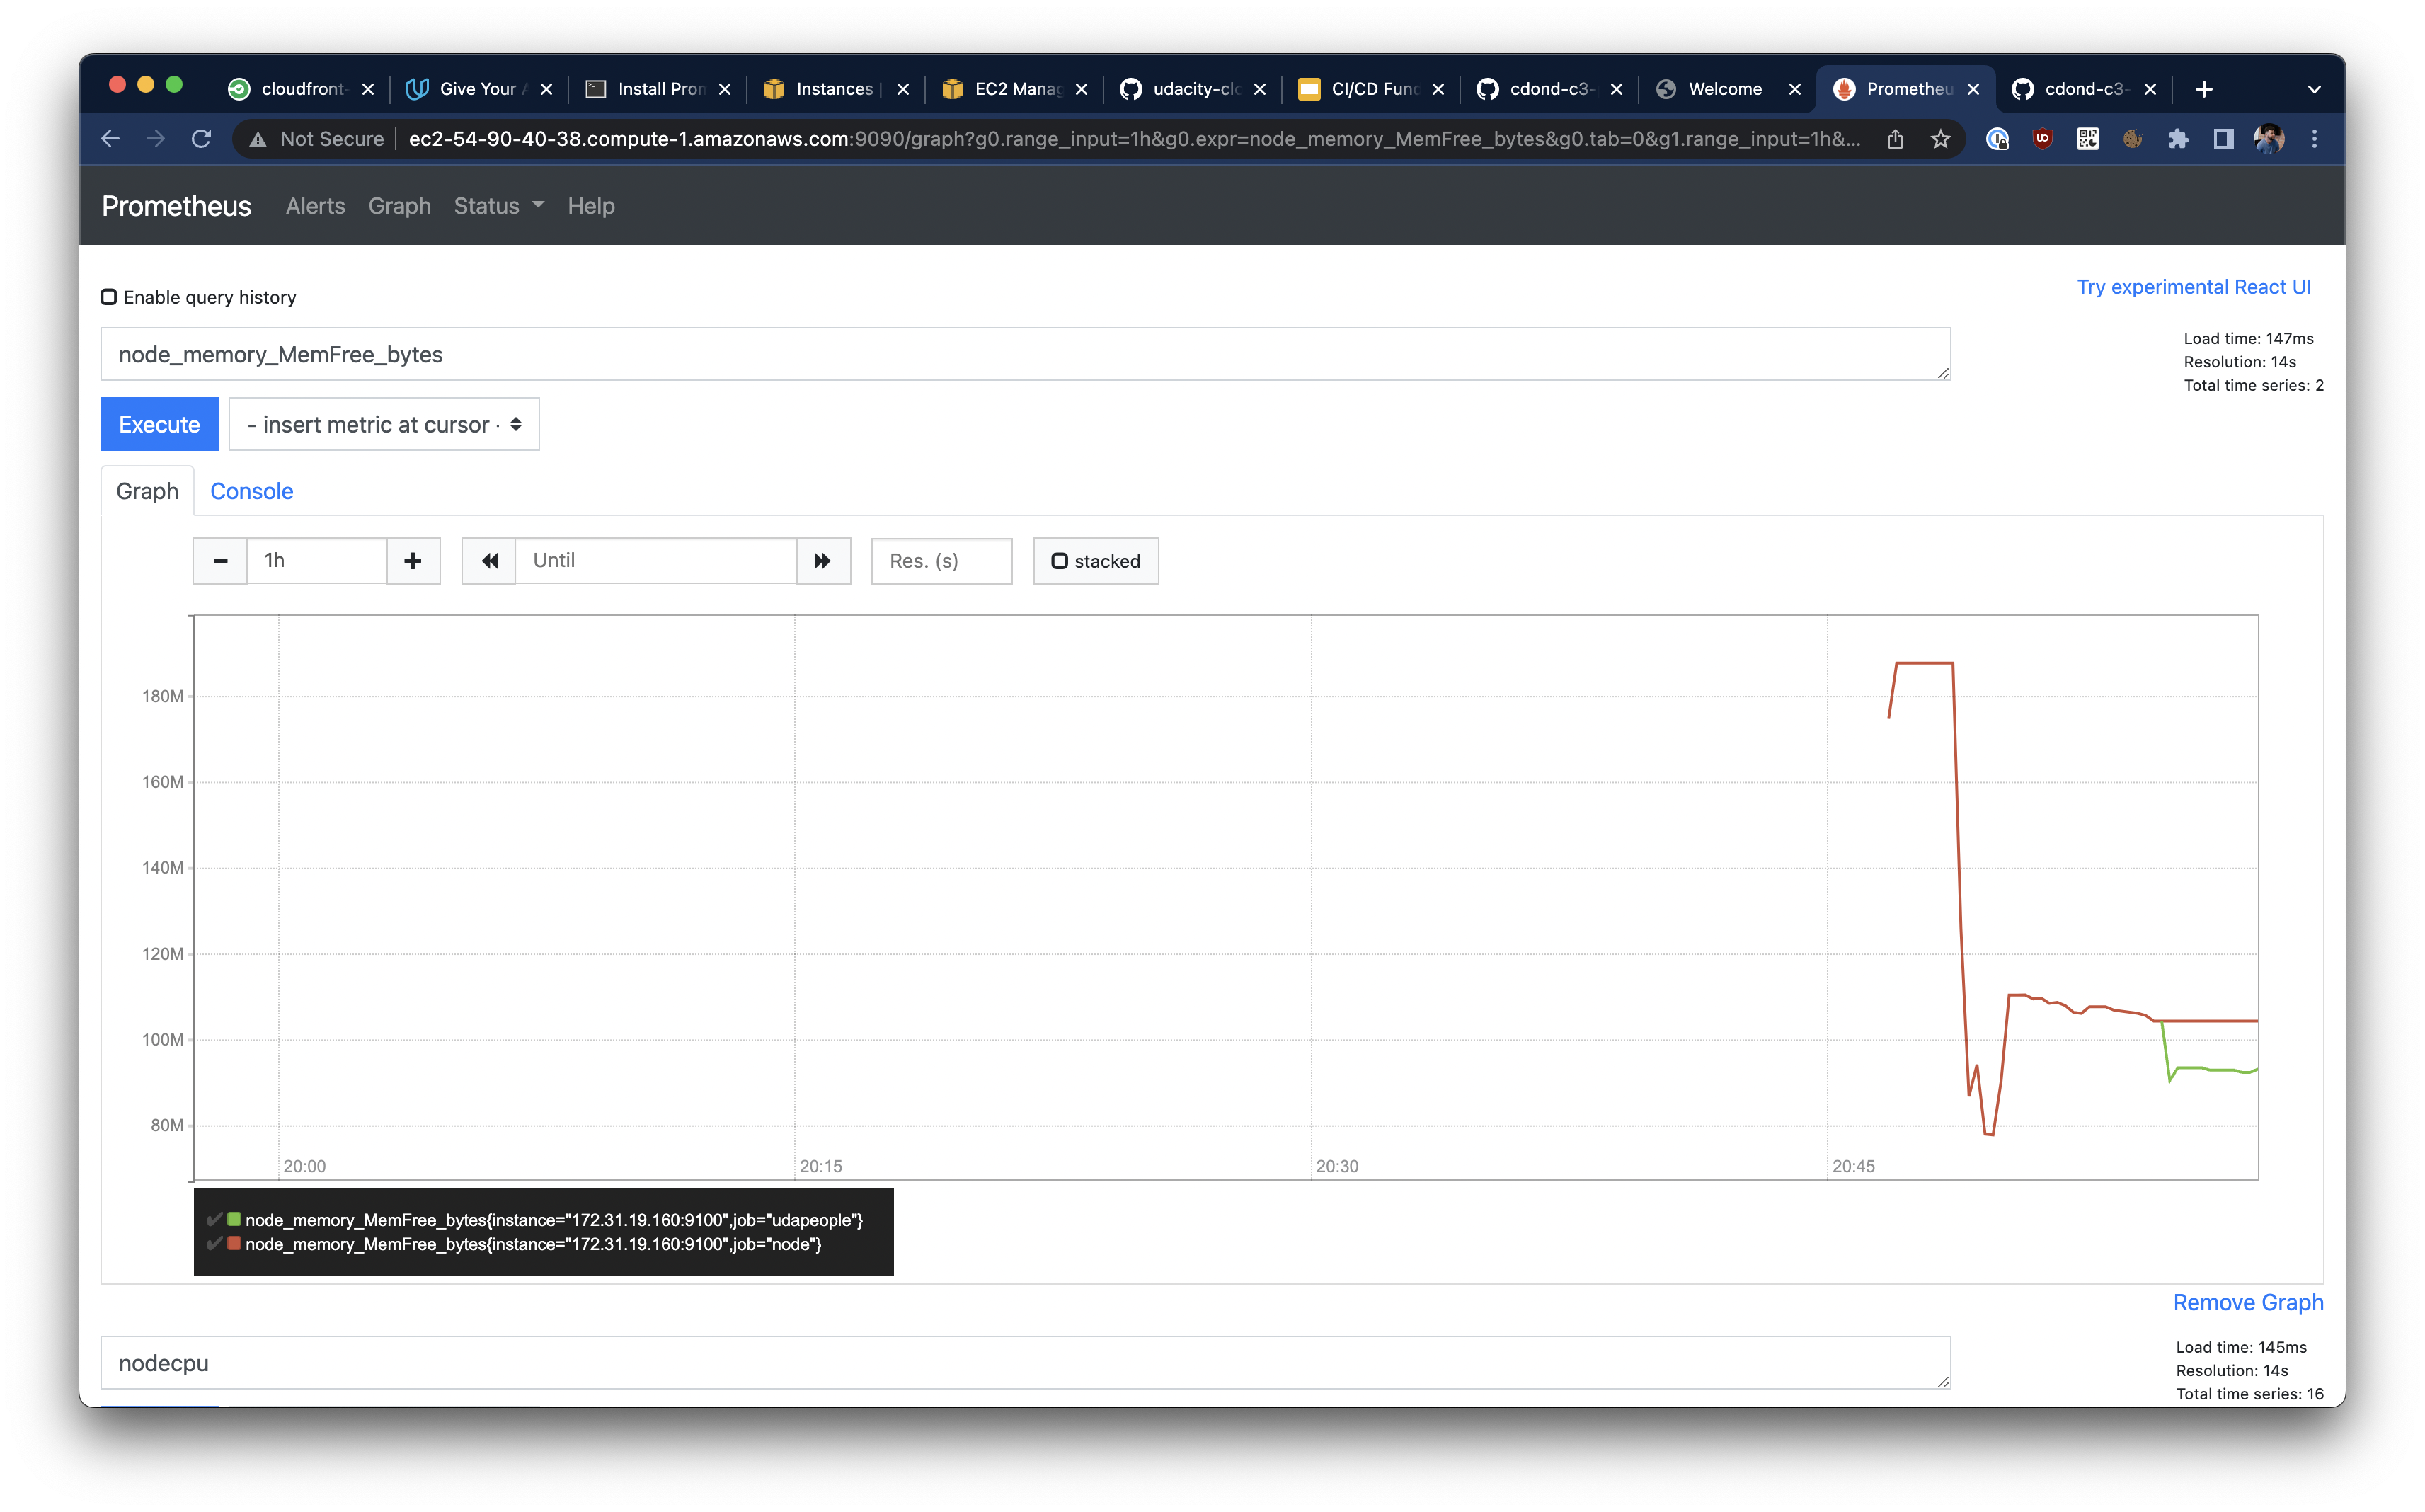 cloudfront-
Give Your A
Install Pron
Instances |
EC2 Manag
udacity-clo
CI/CD Fund
cdond-c3-
Welcome
Prometheu
cdond-c3-
Not Secure
ec2-54-90-40-38.compute-1.amazonaws.com:9090/graph?g0.range_input=1h&g0.expr=node_memory_MemFree_bytes&g0.tab=0&g1.range_input=1h&...
Prometheus
Alerts
Graph
Status
Help
Enable query history
Try experimental React UI
node_memory_MemFree_bytes
Load time: 147ms
Resolution: 14s
Total time series: 2
Execute
- insert metric at cursor -
Graph
Console
1h
Until
Res. (s)
stacked
180M
160M
140M
120M
100M
80M
20:00
20:15
20:30
20:45
node_memory_MemFree_bytes{instance="172.31.19.160:9100",job="udapeople"}
node_memory_MemFree_bytes{instance="172.31.19.160:9100",job="node"}
Remove Graph
nodecpu
Load time: 145ms
Resolution: 14s
Total time series: 16